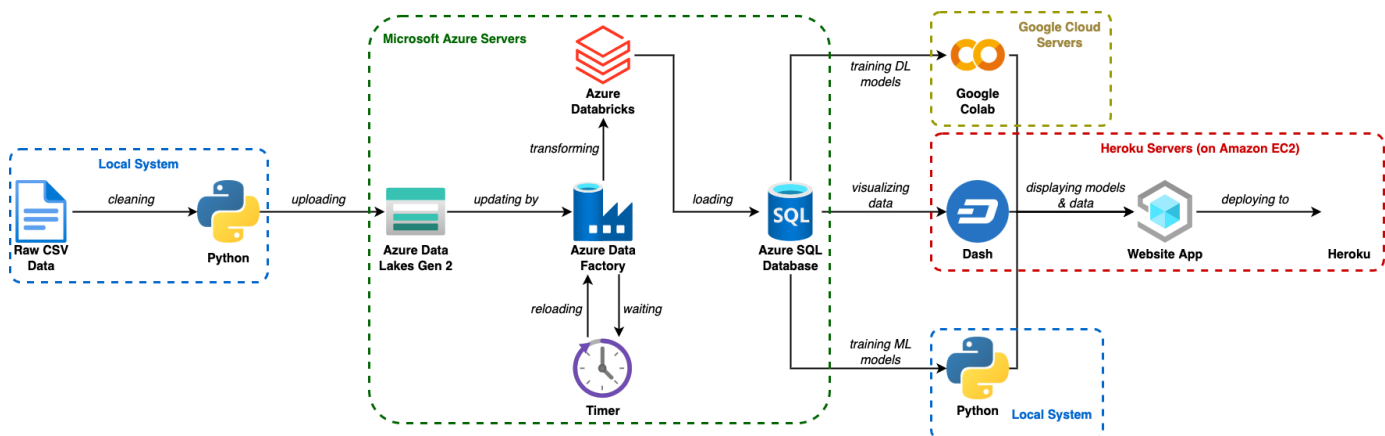 Local System
Raw CSV
Data
cleaning
Python
uploading
Microsoft Azure Servers
Azure Data
Lakes Gen 2
updating by
Azure Data
Factory
transforming
Azure
Databricks
reloading
waiting
Timer
loading
SQL
Azure SQL
Database
training DL
models
Google Cloud
Servers
Google
Colab
visualizing
data
Heroku Servers (on Amazon EC2)
Dash
displaying models
& data
Website App
deploying to
Heroku
training ML
models
Python
Local System